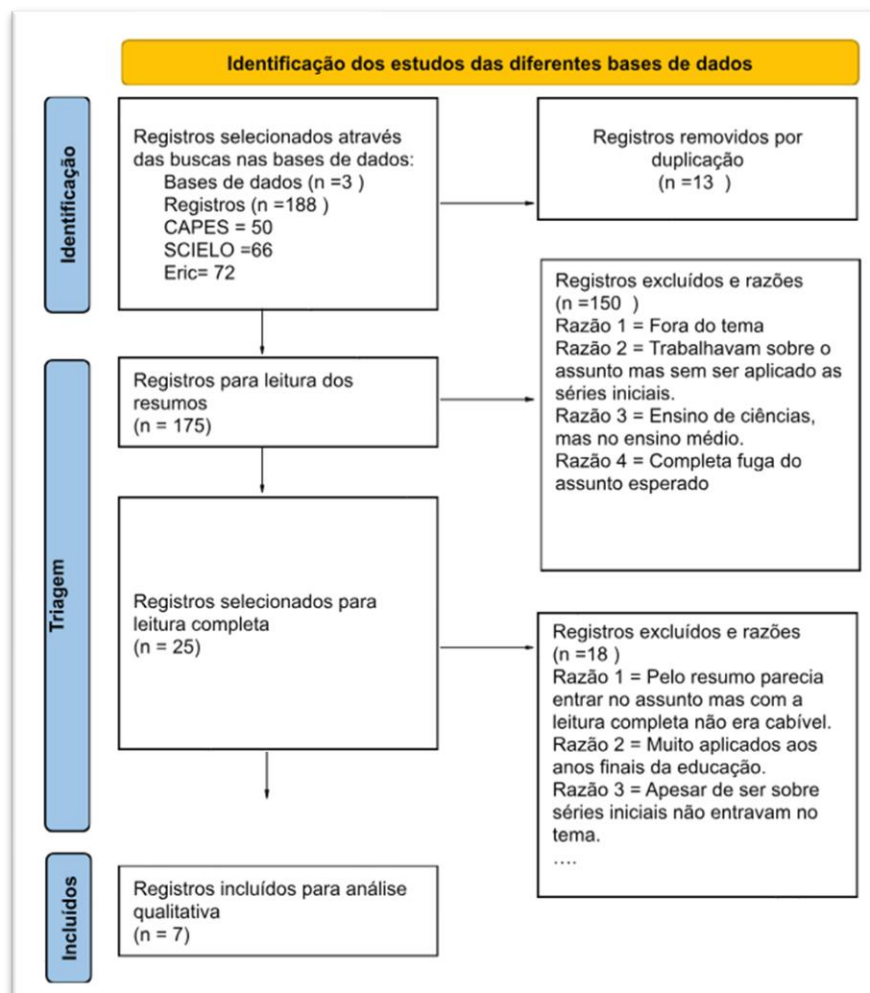 Identificação dos estudos das diferentes bases de dados
Identificação
Registros selecionados através
das buscas nas bases de dados:
Bases de dados (n =3 )
Registros (n =188 )
CAPES = 50
SCIELO =66
Eric= 72
Registros removidos por
duplicação
(n =13 )
Triagem
Registros para leitura dos
resumos
(n = 175)
Registros excluídos e razões
(n =150 )
Razão 1 = Fora do tema
Razão 2 = Trabalhavam sobre o
assunto mas sem ser aplicado as
séries iniciais.
Razão 3 = Ensino de ciências,
mas no ensino médio.
Razão 4 = Completa fuga do
assunto esperado
Registros selecionados para
leitura completa
(n = 25)
Registros excluídos e razões
(n =18 )
Razão 1 = Pelo resumo parecia
entrar no assunto mas com a
leitura completa não era cabível.
Razão 2 = Muito aplicados aos
anos finais da educação.
Razão 3 = Apesar de ser sobre
séries iniciais não entravam no
tema.
....
Incluídos
Registros incluídos para análise
qualitativa
(n = 7)